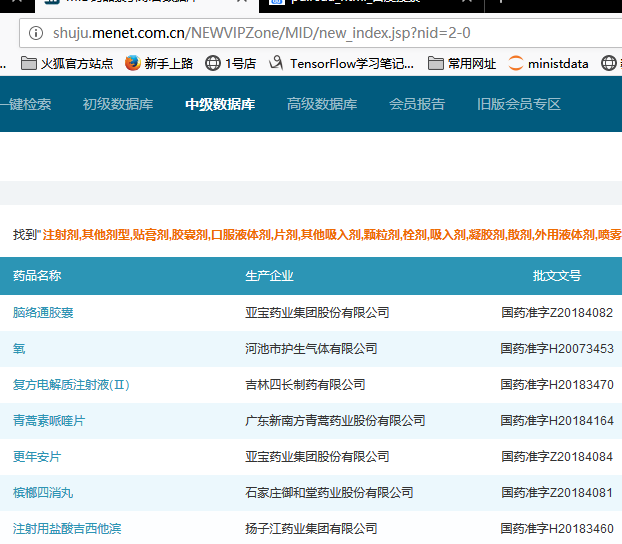 shuju.menet.com.cn/NEWVIPZone/MID/new_index.jsp?nid=2-0
火狐官方站点 新手上路 1号店 TensorFlow学习笔记... 常用网址 ministdata
一键检索 初级数据库 中级数据库 高级数据库 会员报告 旧版会员专区
找到"注射剂,其他剂型,贴膏剂,胶囊剂,口服液体剂,片剂,其他吸入剂,颗粒剂,栓剂,吸入剂,凝胶剂,散剂,外用液体剂,喷雾
药品名称 生产企业 批文文号
脑络通胶囊 亚宝药业集团股份有限公司 国药准字Z20184082
氧 河池市护生气体有限公司 国药准字H20073453
复方电解质注射液(Ⅱ) 吉林四长制药有限公司 国药准字H20183470
青蒿素哌喹片 广东新南方青蒿药业股份有限公司 国药准字H20184164
更年安片 亚宝药业集团股份有限公司 国药准字Z20184084
槟榔四消丸 石家庄御和堂药业股份有限公司 国药准字Z20184081
注射用盐酸吉西他滨 扬子江药业集团有限公司 国药准字H20183460